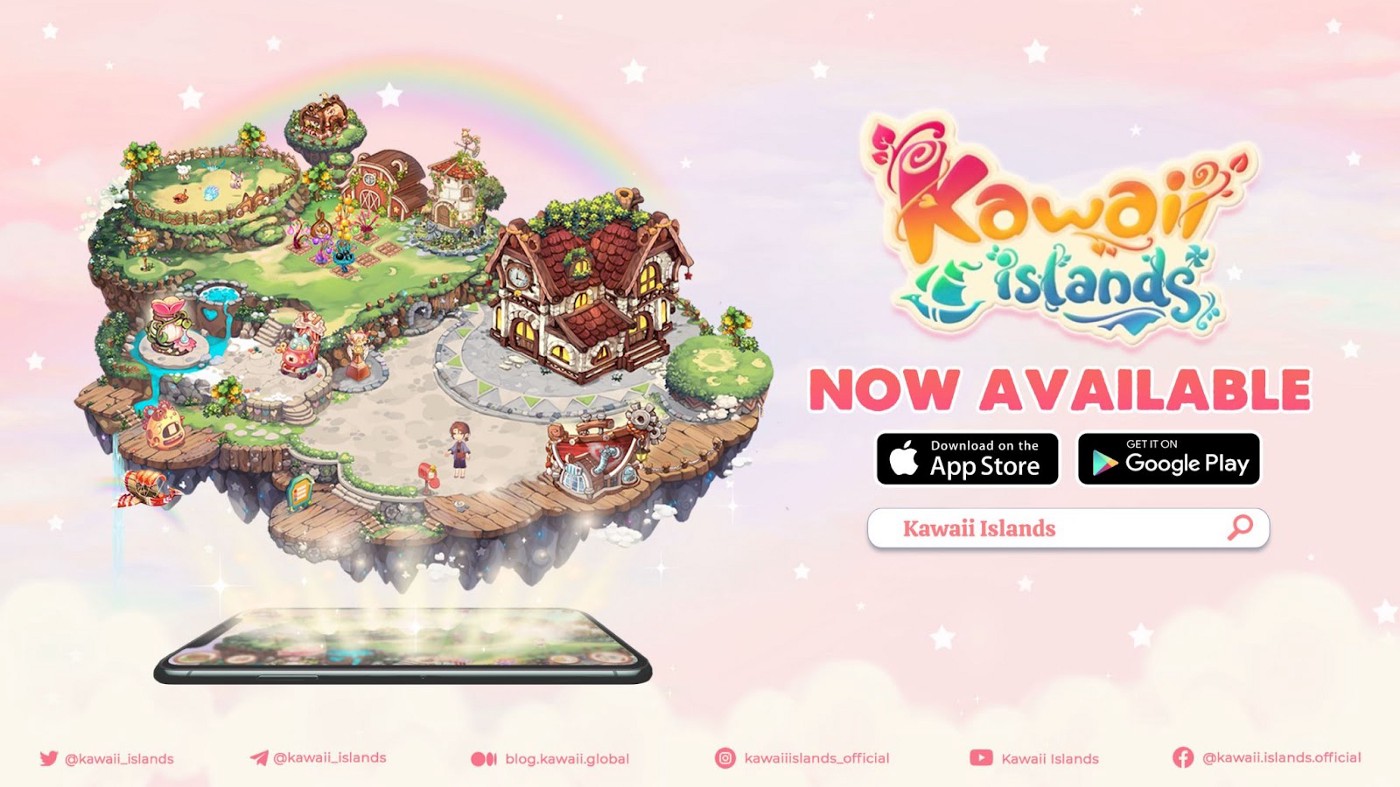 Kawaii
islands
NOW AVAILABLE
Download on the
App Store
GET IT ON
Google Play
Kawaii Islands
@kawaii_islands
@kawaii_islands
blog.kawaii.global
kawaiiislands_official
Kawaii Islands
@kawaii.islands.official